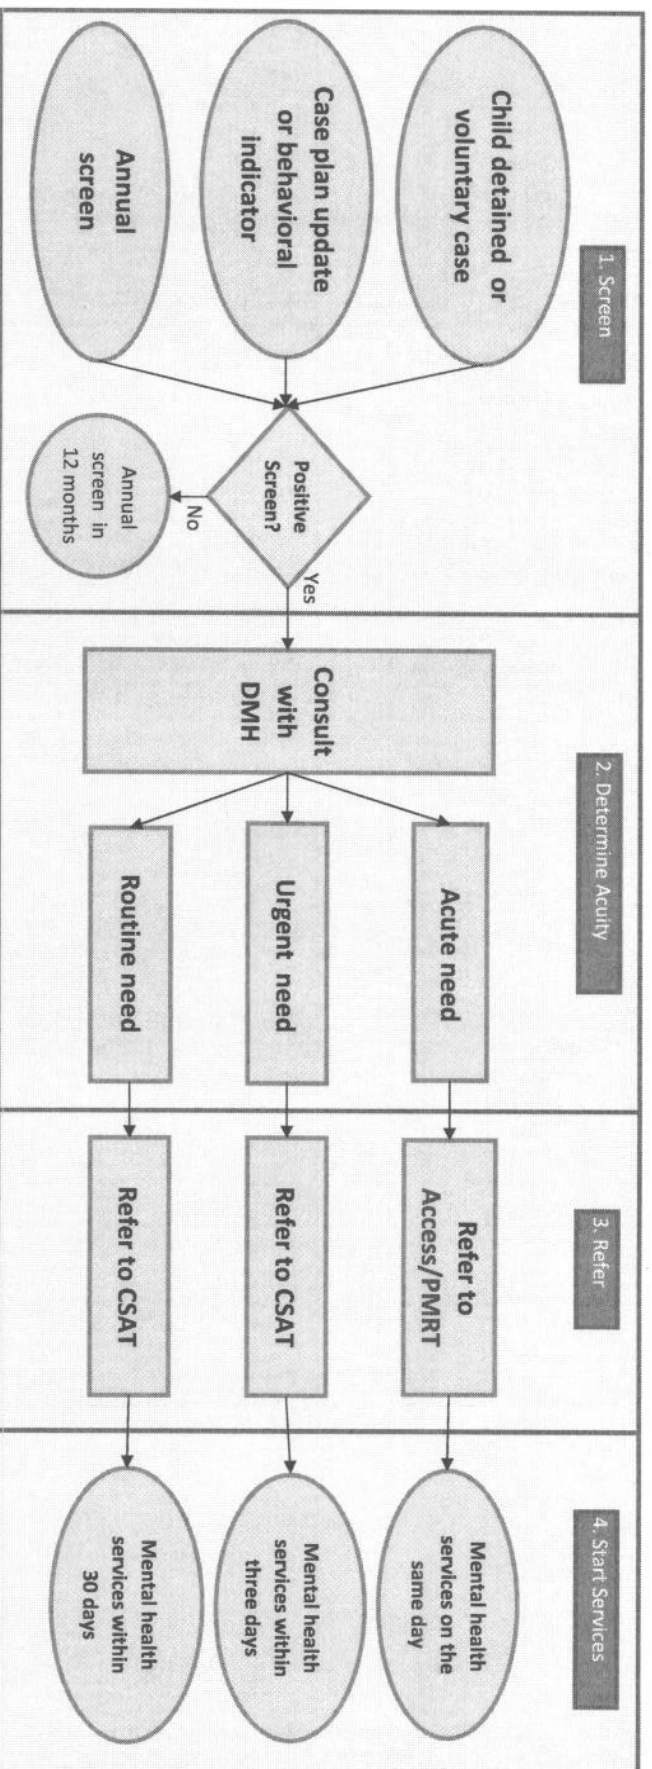 1. Screen
Child detained or
voluntary case
Case plan update
or behavioral
indicator
Annual
screen
Positive
Screen?
No
Yes
Annual
screen in
12 months
2. Determine Acuity
Consult
with
DMH
Acute need
Urgent need
Routine need
3. Refer
Refer to
Access/PMRT
Refer to CSAT
Refer to CSAT
4. Start Services
Mental health
services on the
same day
Mental health
services within
three days
Mental health
services within
30 days